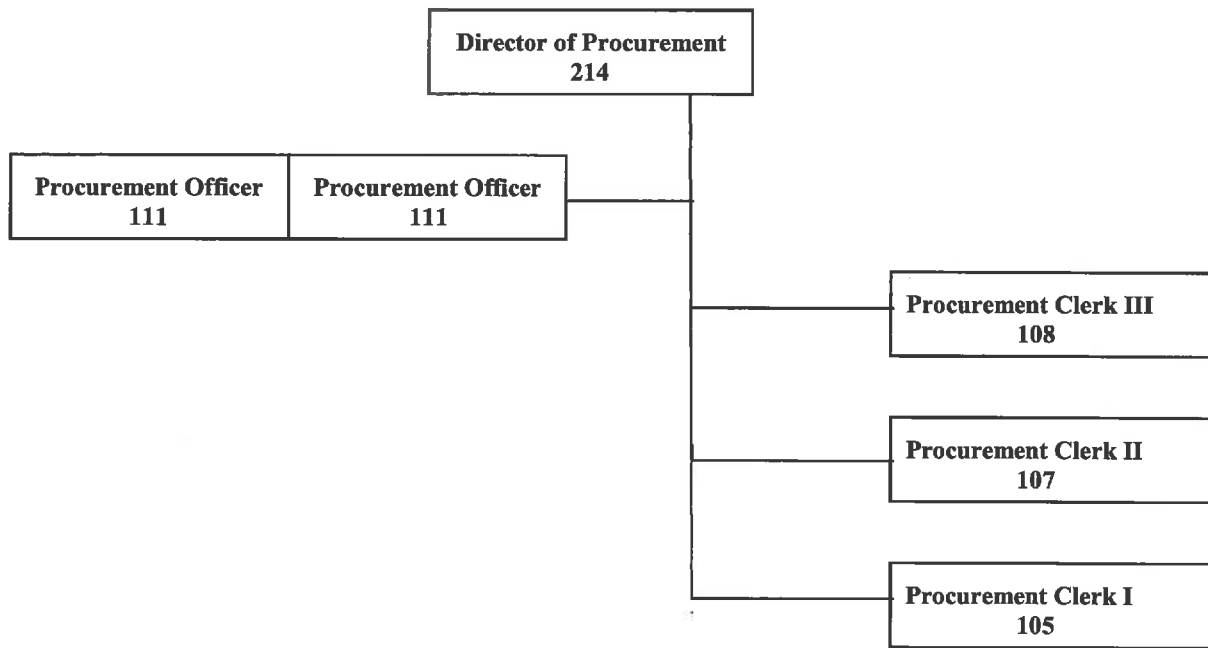 Director of Procurement
214
Procurement Officer
111
Procurement Officer
111
Procurement Clerk III
108
Procurement Clerk II
107
Procurement Clerk I
105